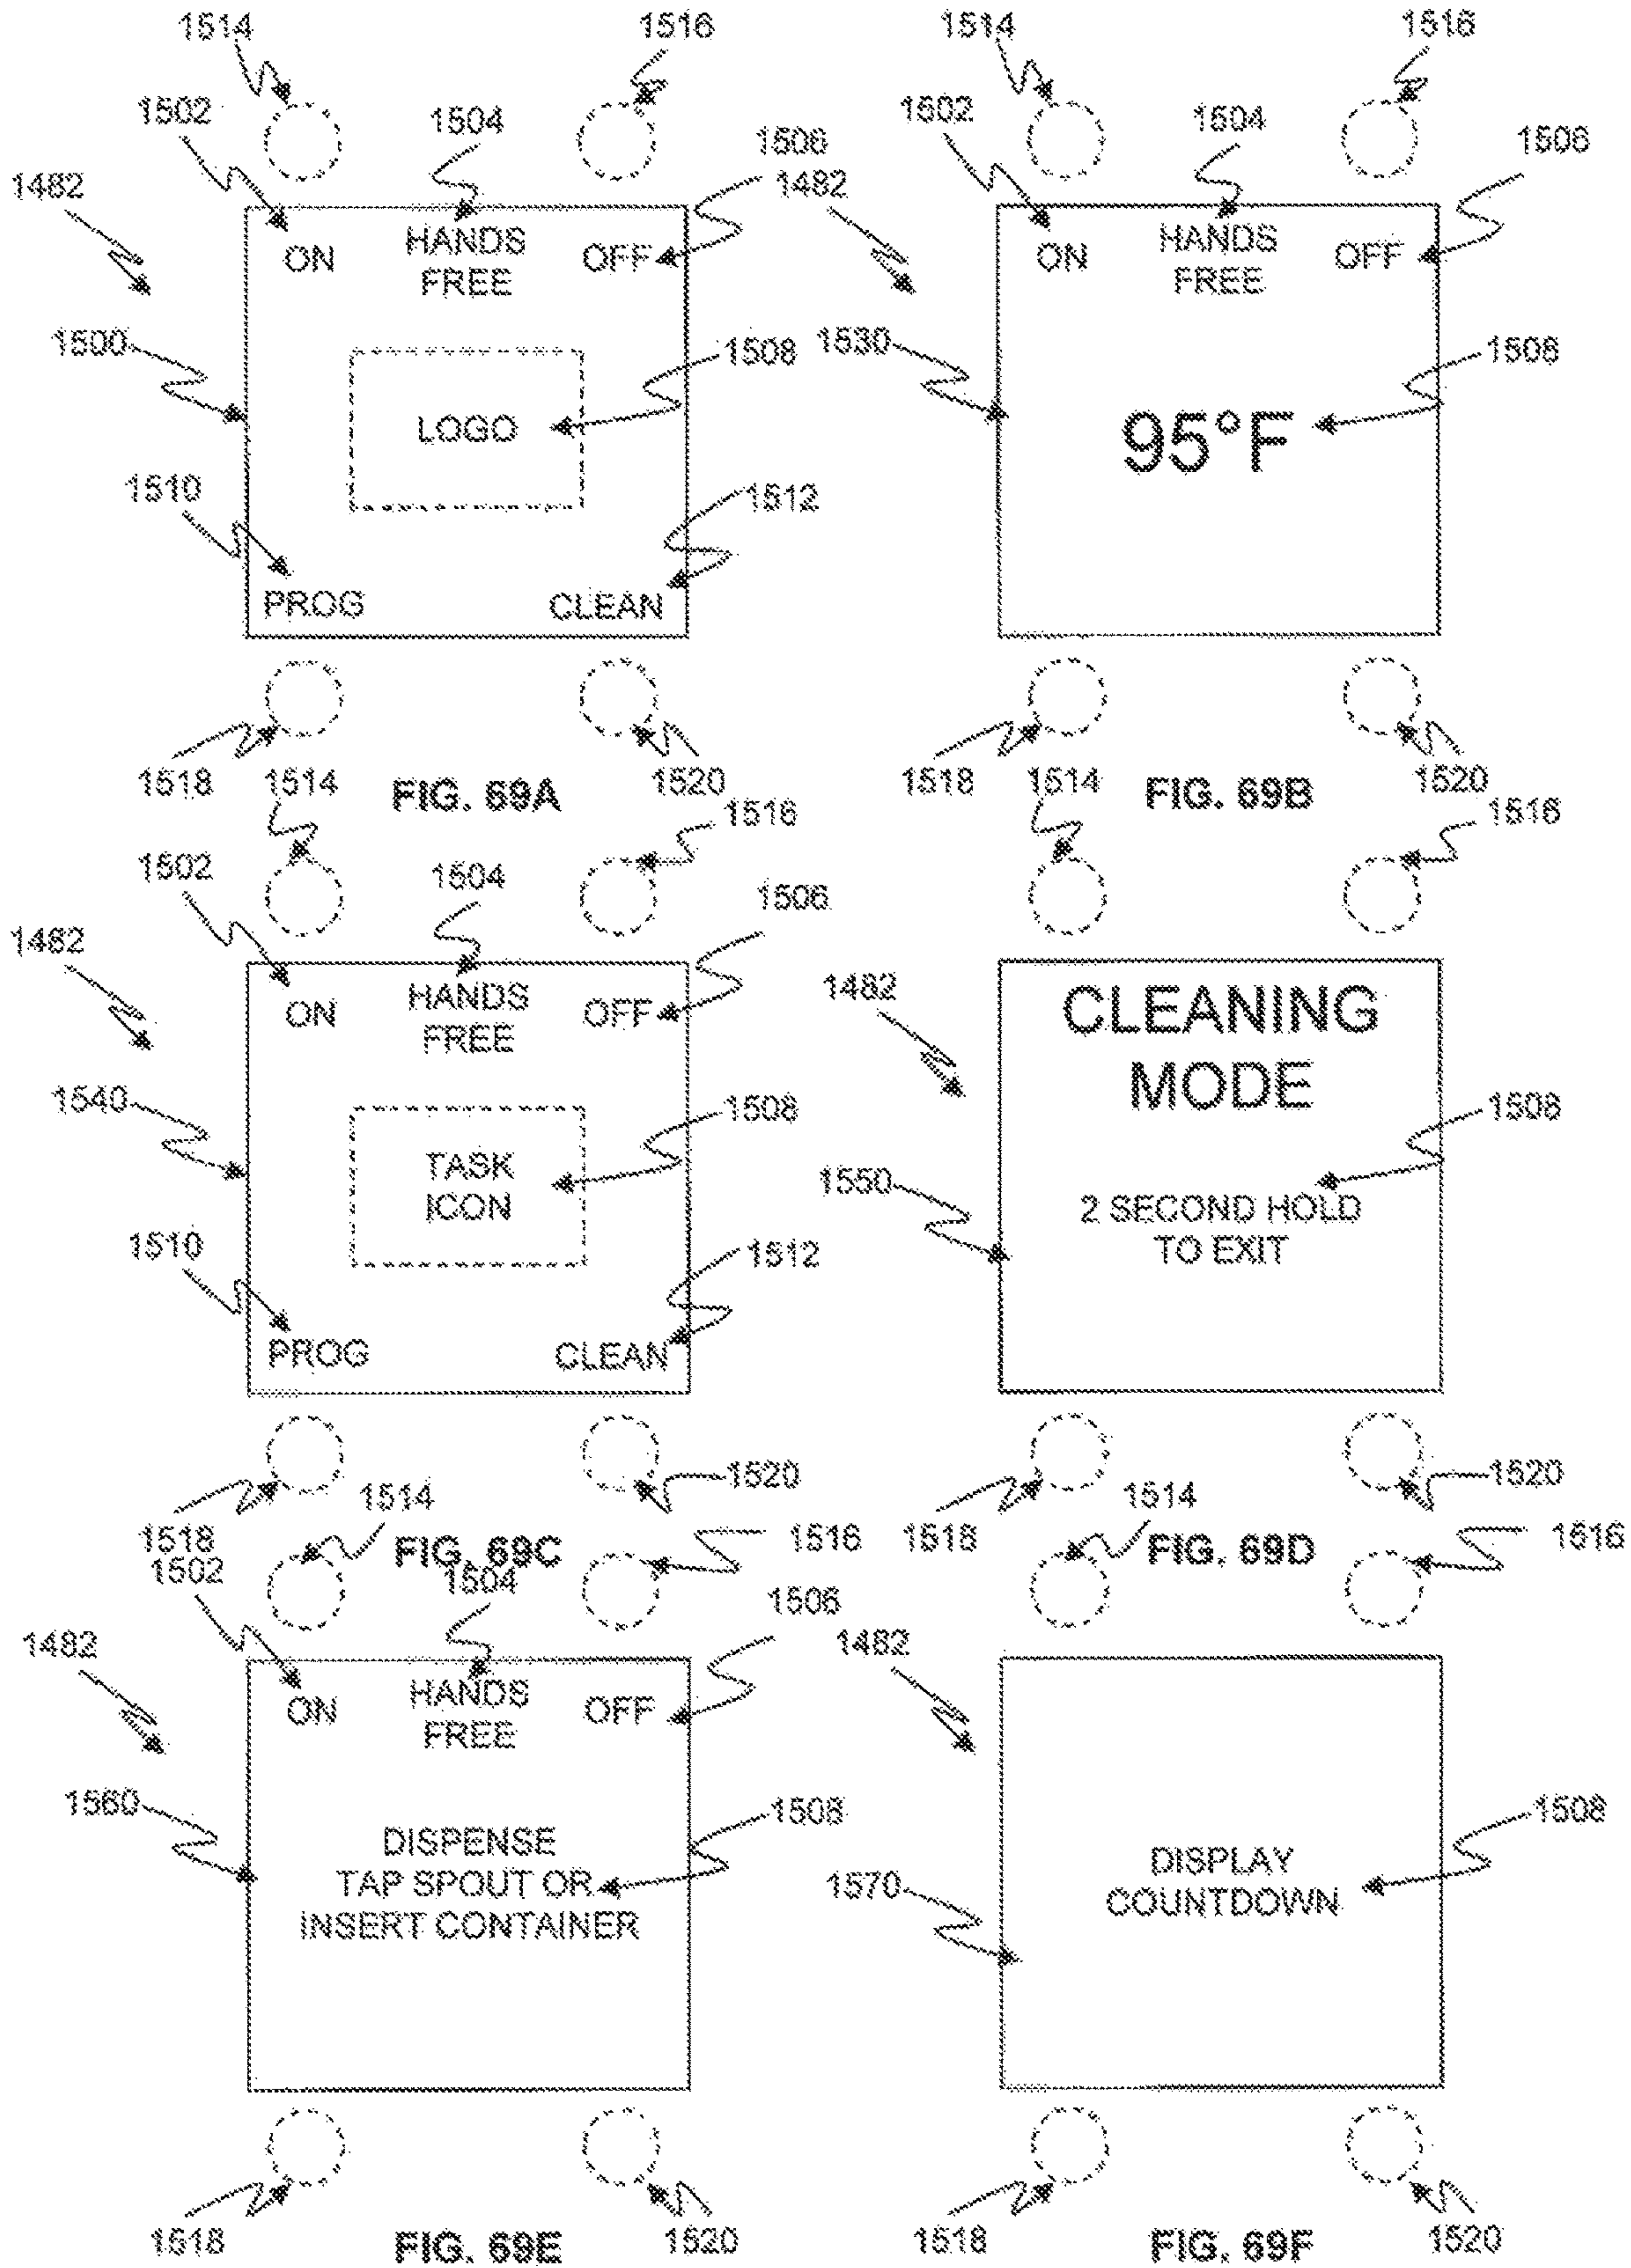 1514 1516 1514 1516
1502 1504 1506 1502 1504 1506
1482 1482
ON HANDS FREE OFF ON HANDS FREE OFF
1500 1508 1530 1508
LOGO 95°F
1510 1512
PROG CLEAN
1518 1514 FIG. 69A 1520 1518 1514 FIG. 69B 1520
1516 1516
1502 1504 1506
1482 1482
ON HANDS FREE OFF CLEANING MODE
1540 1508 1508
TASK ICON 1550 2 SECOND HOLD TO EXIT
1510 1512
PROG CLEAN
1520 1520
1514 1514
1518 FIG. 69C 1516 1518 FIG. 69D 1516
1502 1504 1506
1482 1482
ON HANDS FREE OFF
1560 1508 1508
DISPENSE DISPLAY
TAP SPOUT OR 1570 COUNTDOWN
INSERT CONTAINER
1518 FIG. 69E 1520 1518 FIG. 69F 1520